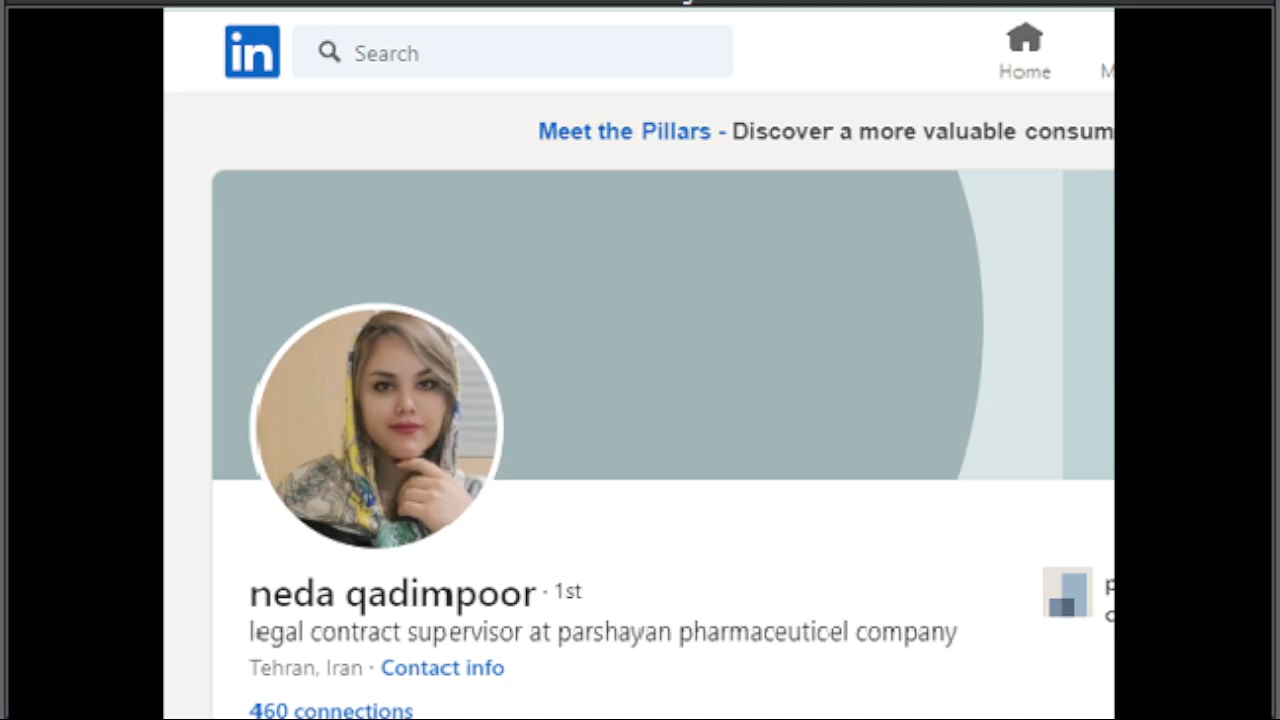 in
Search
Home
M
Meet the Pillars - Discover a more valuable consum
neda qadimpoor · 1st
legal contract supervisor at parshayan pharmaceuticel company
Tehran, Iran · Contact info
460 connections